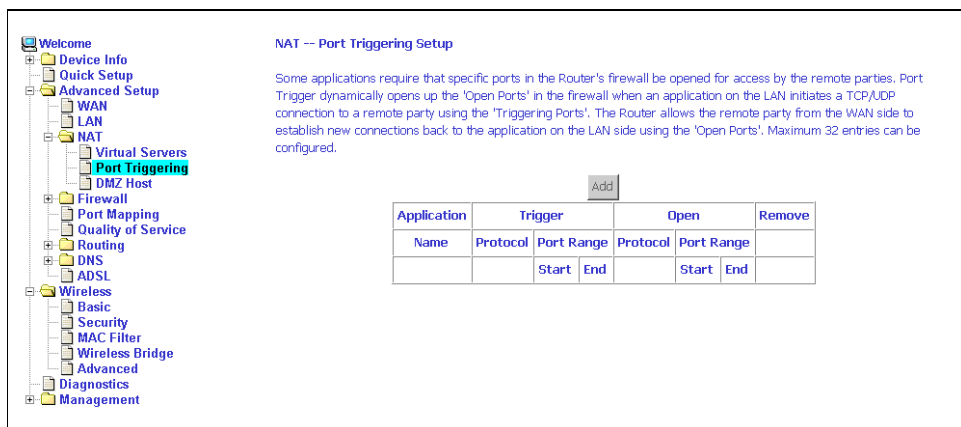 Welcome
Device Info
Quick Setup
Advanced Setup
WAN
LAN
NAT
Virtual Servers
Port Triggering
DMZ Host
Firewall
Port Mapping
Quality of Service
Routing
DNS
ADSL
Wireless
Basic
Security
MAC Filter
Wireless Bridge
Advanced
Diagnostics
Management
NAT -- Port Triggering Setup
Some applications require that specific ports in the Router's firewall be opened for access by the remote parties. Port
Trigger dynamically opens up the 'Open Ports' in the firewall when an application on the LAN initiates a TCP/UDP
connection to a remote party using the 'Triggering Ports'. The Router allows the remote party from the WAN side to
establish new connections back to the application on the LAN side using the 'Open Ports'. Maximum 32 entries can be
configured.
Add
Application Trigger Open Remove
Name Protocol Port Range Protocol Port Range
Start End Start End